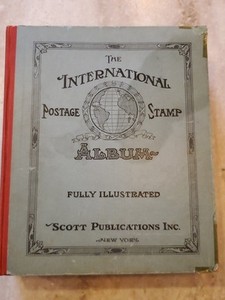 THE
INTERNATIONAL
POSTAGE STAMP
ALBUM
FULLY ILLUSTRATED
SCOTT PUBLICATIONS INC.
NEW YORK